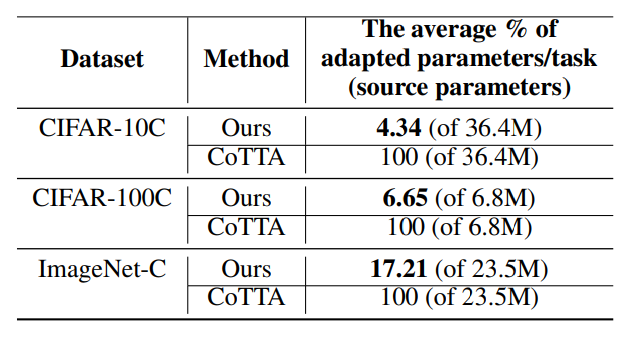 Dataset Method The average % of
adapted parameters/task
(source parameters)
CIFAR-10C Ours 4.34 (of 36.4M)
CoTTA 100 (of 36.4M)
CIFAR-100C Ours 6.65 (of 6.8M)
CoTTA 100 (of 6.8M)
ImageNet-C Ours 17.21 (of 23.5M)
CoTTA 100 (of 23.5M)